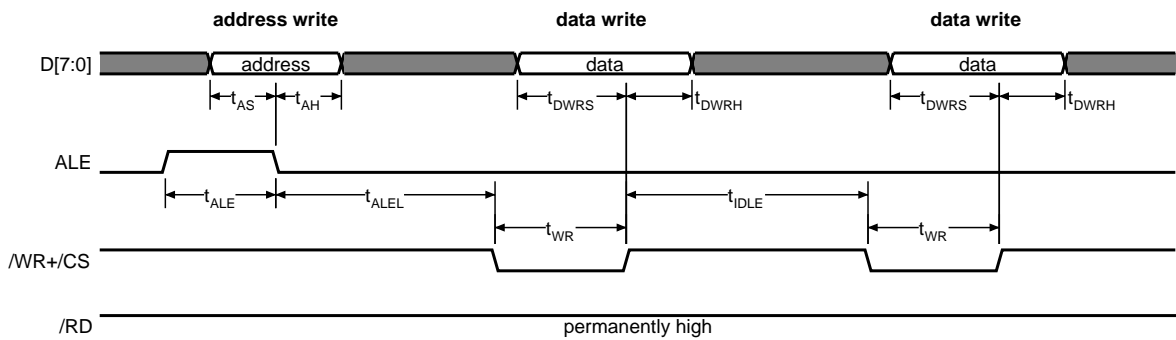 address write data write data write
D[7:0] address data data
tAS tAH tDWRS tDWRH tDWRS tDWRH
ALE
tALE tALEL tIDLE
tWR tWR
/WR+/CS
/RD permanently high